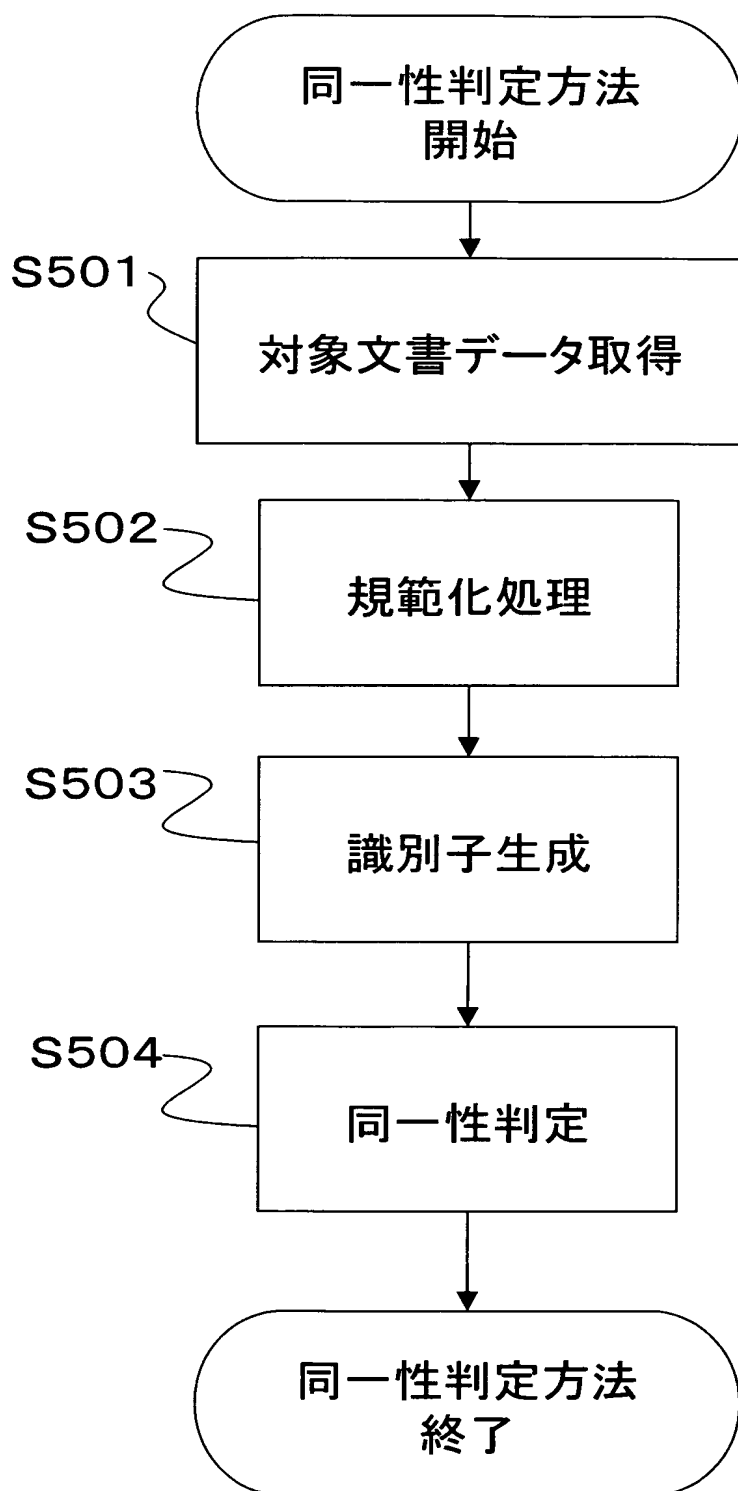 同一性判定方法
開始
S501
対象文書データ取得
S502
規範化処理
S503
識別子生成
S504
同一性判定
同一性判定方法
終了